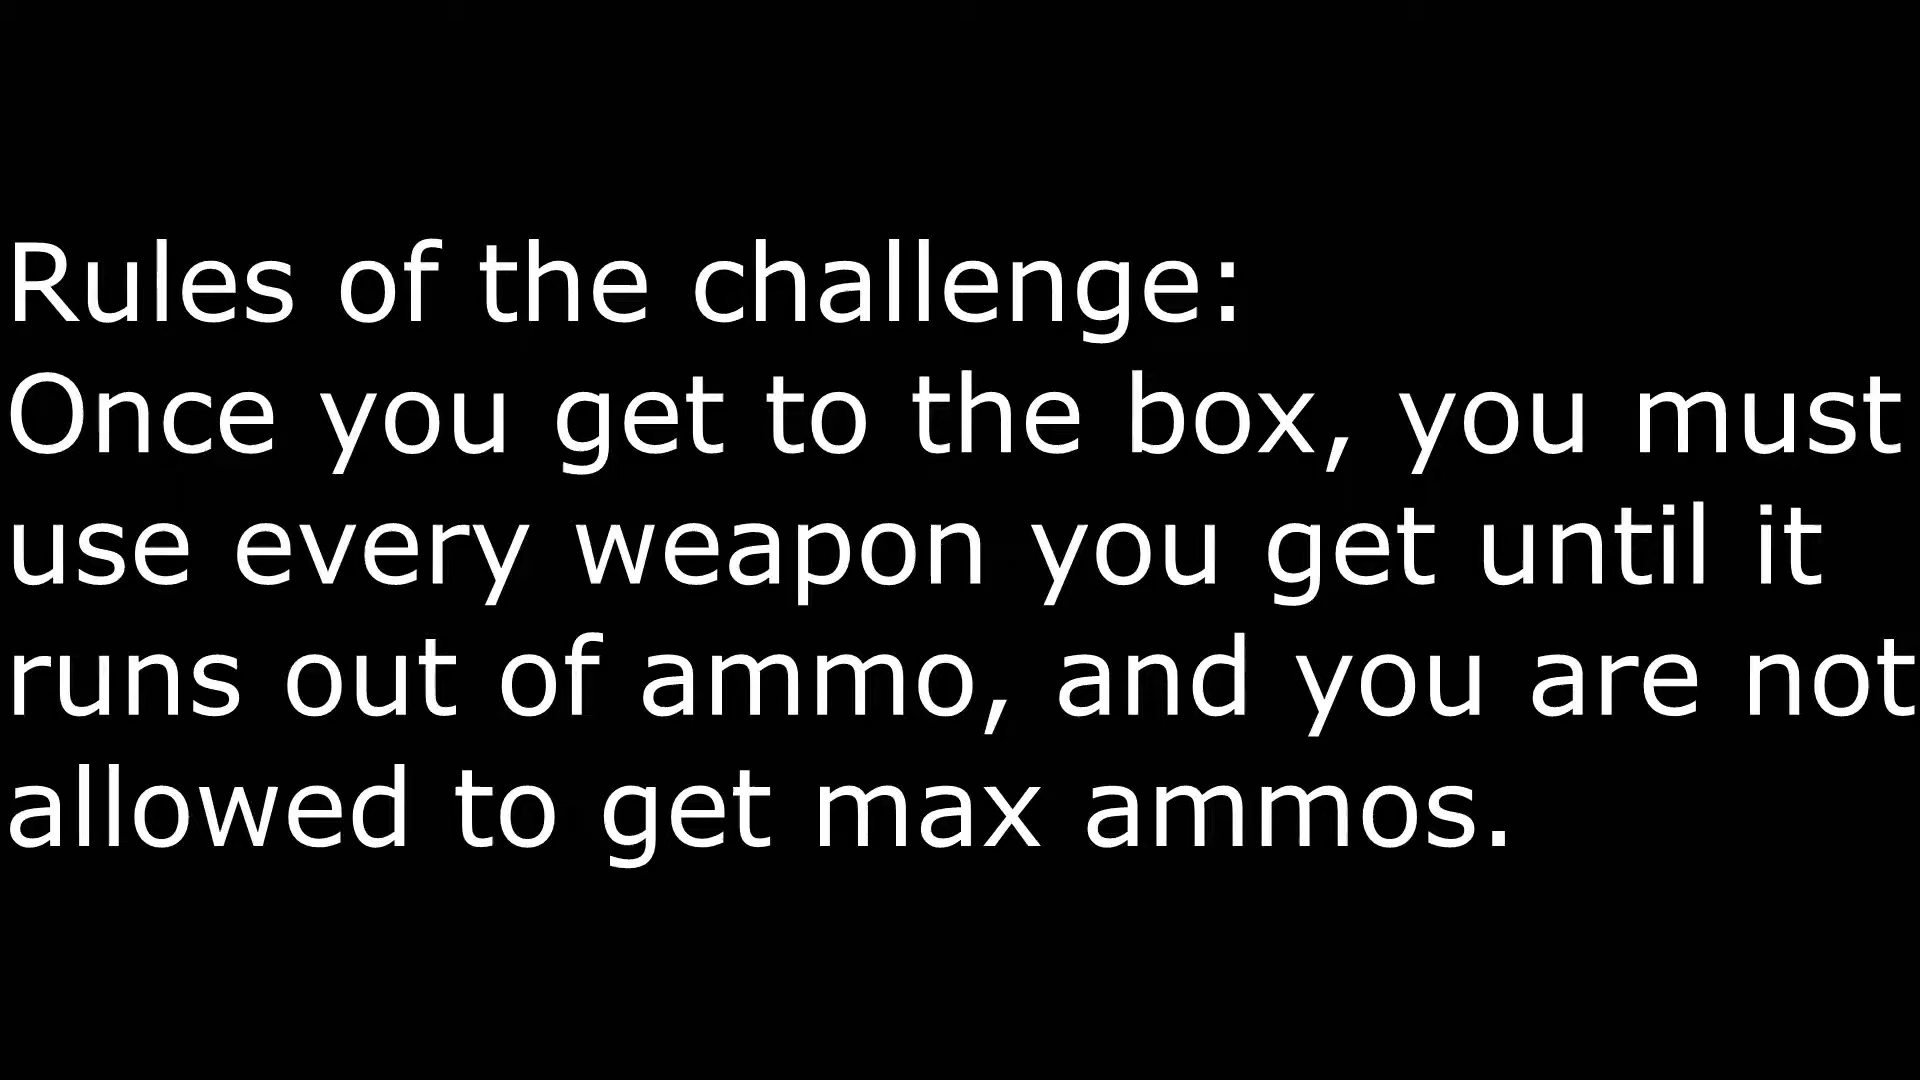 Rules of the challenge:
Once you get to the box, you must
use every weapon you get until it
runs out of ammo, and you are not
allowed to get max ammos.